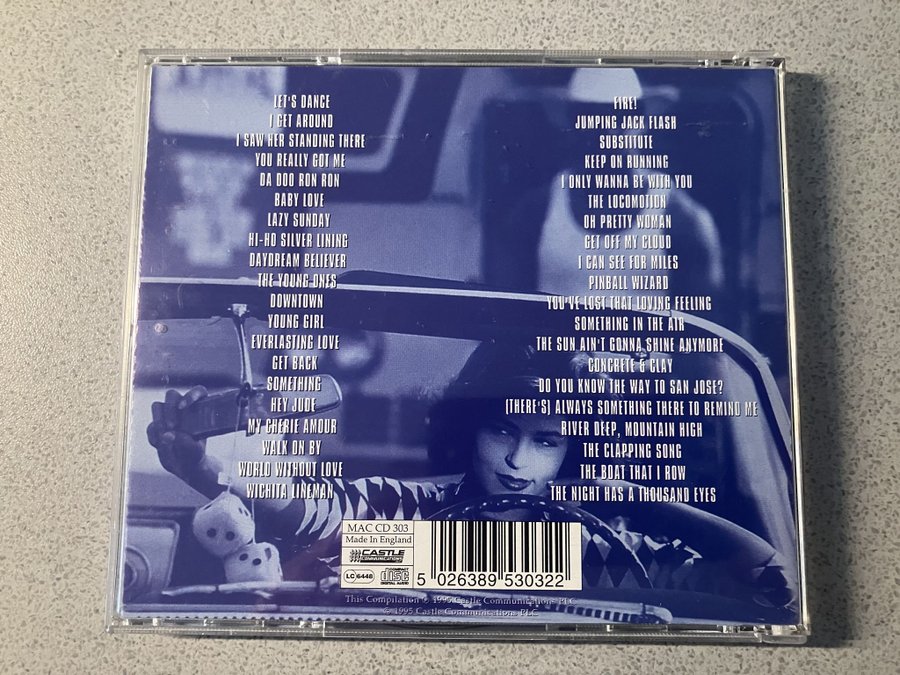 LET'S DANCE
I GET AROUND
I SAW HER STANDING THERE
YOU REALLY GOT ME
DA DOO RON RON
BABY LOVE
LAZY SUNDAY
HI-HO SILVER LINING
DAYDREAM BELIEVER
THE YOUNG ONES
DOWNTOWN
YOUNG GIRL
EVERLASTING LOVE
GET BACK
SOMETHING
HEY JUDE
MY CHERIE AMOUR
WALK ON BY
WORLD WITHOUT LOVE
WICHITA LINEMAN
FIRE!
JUMPING JACK FLASH
SUBSTITUTE
KEEP ON RUNNING
I ONLY WANNA BE WITH YOU
THE LOCOMOTION
OH PRETTY WOMAN
GET OFF MY CLOUD
I CAN SEE FOR MILES
PINBALL WIZARD
YOU'VE LOST THAT LOVING FEELING
SOMETHING IN THE AIR
THE SUN AIN'T GONNA SHINE ANYMORE
CONCRETE & CLAY
DO YOU KNOW THE WAY TO SAN JOSE?
(THERE'S) ALWAYS SOMETHING THERE TO REMIND ME
RIVER DEEP, MOUNTAIN HIGH
THE CLAPPING SONG
THE BOAT THAT I ROW
THE NIGHT HAS A THOUSAND EYES
MAC CD 303
Made In England
CASTLE
COMMUNICATIONS
LC 6448
COMPACT
disc
DIGITAL AUDIO
5 026389 530322
This Compilation ℗ 1995 Castle Communications PLC
© 1995 Castle Communications PLC